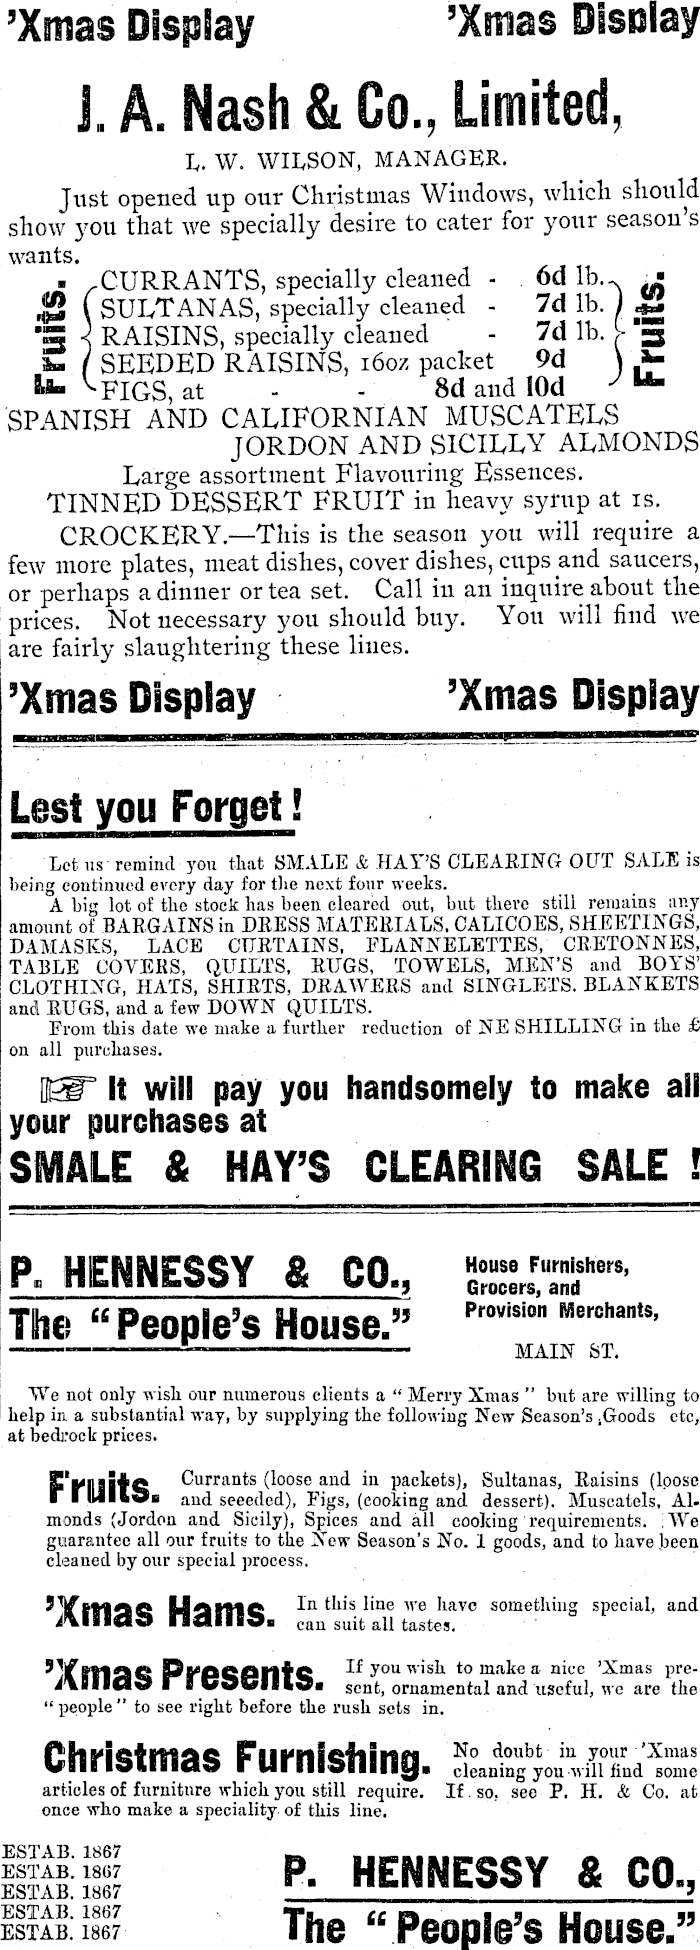 'Xmas Display 'Xmas Display
J. A. Nash & Co., Limited,
L. W. WILSON, MANAGER.
Just opened up our Christmas Windows, which should
show you that we specially desire to cater for your season's
wants.
Fruits.
CURRANTS, specially cleaned - 6d lb.
SULTANAS, specially cleaned - 7d lb.
RAISINS, specially cleaned - 7d lb.
SEEDED RAISINS, 16oz packet 9d
FIGS, at - - 8d and 10d
Fruits.
SPANISH AND CALIFORNIAN MUSCATELS
JORDON AND SICILLY ALMONDS
Large assortment Flavouring Essences.
TINNED DESSERT FRUIT in heavy syrup at 1s.
CROCKERY.—This is the season you will require a
few more plates, meat dishes, cover dishes, cups and saucers,
or perhaps a dinner or tea set. Call in an inquire about the
prices. Not necessary you should buy. You will find we
are fairly slaughtering these lines.
'Xmas Display 'Xmas Display
Lest you Forget!
Let us remind you that SMALE & HAY'S CLEARING OUT SALE is
being continued every day for the next four weeks.
A big lot of the stock has been cleared out, but there still remains any
amount of BARGAINS in DRESS MATERIALS, CALICOES, SHEETINGS,
DAMASKS, LACE CURTAINS, FLANNELETTES, CRETONNES,
TABLE COVERS, QUILTS, RUGS, TOWELS, MEN'S and BOYS'
CLOTHING, HATS, SHIRTS, DRAWERS and SINGLETS. BLANKETS
and RUGS, and a few DOWN QUILTS.
From this date we make a further reduction of NE SHILLING in the £
on all purchases.
☞ It will pay you handsomely to make all
your purchases at
SMALE & HAY'S CLEARING SALE!
P. HENNESSY & CO.,
The "People's House."
House Furnishers,
Grocers, and
Provision Merchants,
MAIN ST.
We not only wish our numerous clients a "Merry Xmas" but are willing to
help in a substantial way, by supplying the following New Season's Goods etc,
at bedrock prices.
Fruits. Currants (loose and in packets), Sultanas, Raisins (loose
and seeeded), Figs, (cooking and dessert). Muscatels, Al-
monds (Jordon and Sicily), Spices and all cooking requirements. We
guarantee all our fruits to the New Season's No. 1 goods, and to have been
cleaned by our special process.
'Xmas Hams. In this line we have something special, and
can suit all tastes.
'Xmas Presents. If you wish to make a nice 'Xmas pre-
sent, ornamental and useful, we are the
"people" to see right before the rush sets in.
Christmas Furnishing. No doubt in your 'Xmas
cleaning you will find some
articles of furniture which you still require. If so, see P. H. & Co. at
once who make a speciality of this line.
ESTAB. 1867
ESTAB. 1867
ESTAB. 1867
ESTAB. 1867
ESTAB. 1867
P. HENNESSY & CO.,
The "People's House."